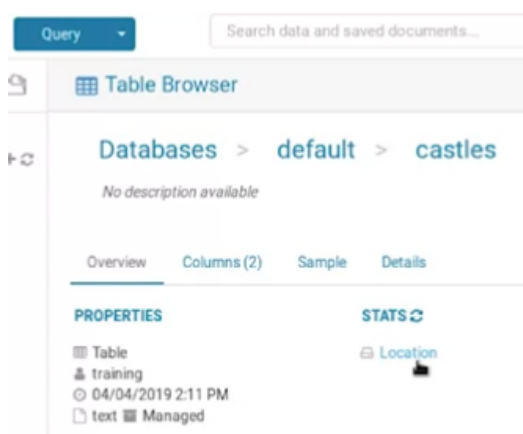 Query
Search data and saved documents...
Table Browser
Databases > default > castles
No description available
Overview Columns (2) Sample Details
PROPERTIES STATS
Table Location
training
04/04/2019 2:11 PM
text Managed